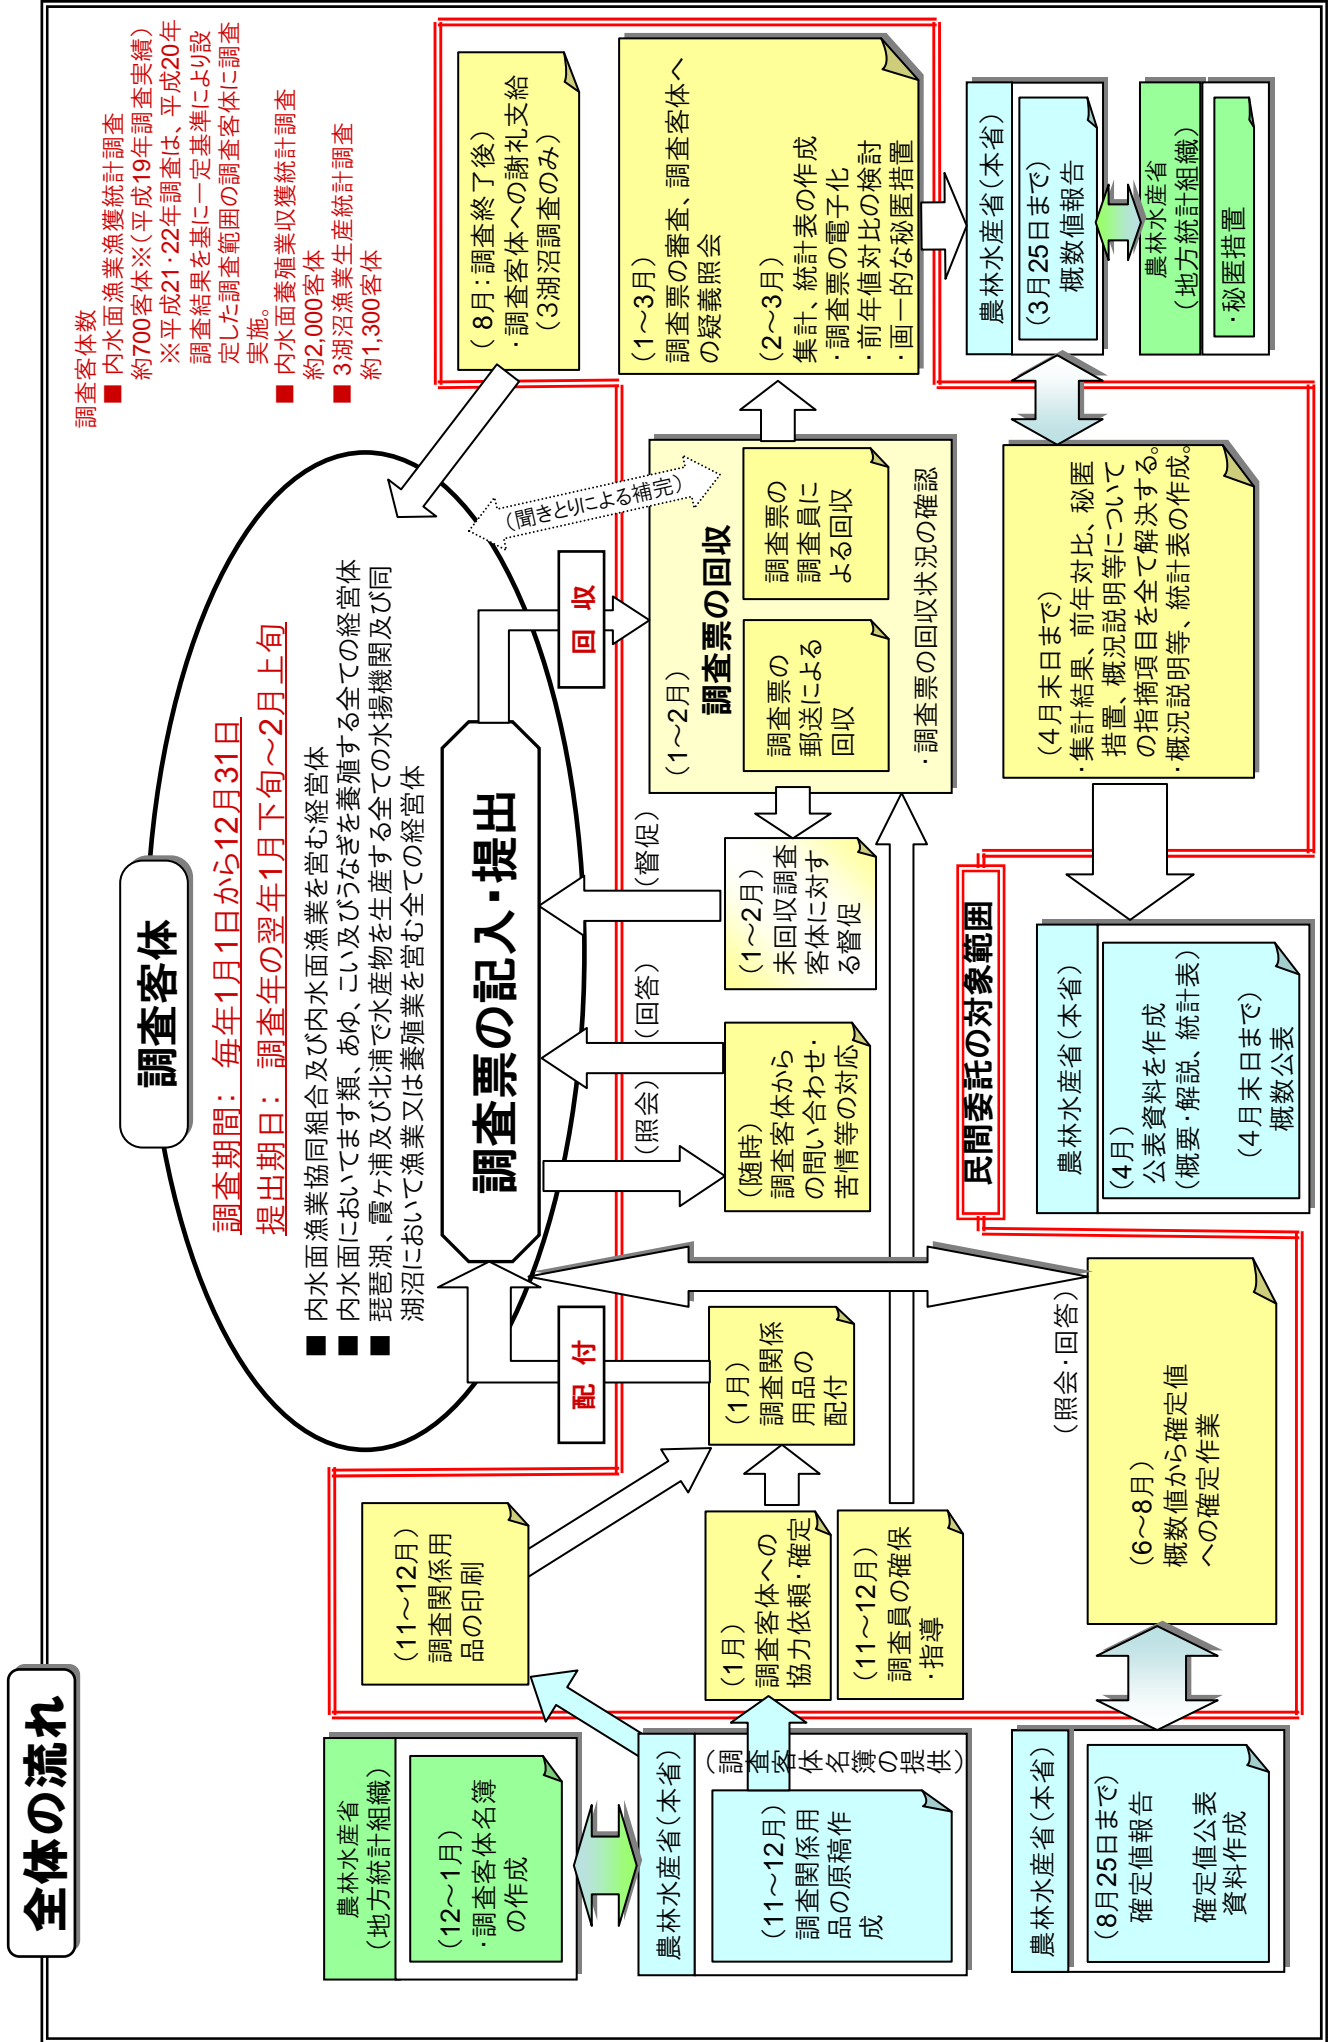 全体の流れ
調査客体
調査期間： 毎年1月1日から12月31日
提出期日： 調査年の翌年1月下旬～2月上旬
■ 内水面漁業協同組合及び内水面漁業を営む経営体
■ 内水面においてます類、あゆ、こい及びうなぎを養殖する全ての経営体
■ 琵琶湖、霞ヶ浦及び北浦で水産物を生産する全ての水揚機関及び同
湖沼において漁業又は養殖業を営む全ての経営体
調査票の記入・提出
調査客体数
■ 内水面漁業漁獲統計調査
約700客体※（平成19年調査実績）
※平成21・22年調査は、平成20年
調査結果を基に一定基準により設
定した調査範囲の調査客体に調査
実施。
■ 内水面養殖業収獲統計調査
約2,000客体
■ 3湖沼漁業生産統計調査
約1,300客体
農林水産省
（地方統計組織）
（12～1月）
・調査客体名簿
の作成
農林水産省（本省）
（調査客体名簿の提供）
（11～12月）
調査関係用
品の原稿作
成
（11～12月）
調査関係用
品の印刷
（1月）
調査客体への
協力依頼・確定
（11～12月）
調査員の確保
・指導
（1月）
調査関係
用品の
配付
配 付
（照会）
（回答）
（随時）
調査客体から
の問い合わせ・
苦情等の対応
（督促）
（1～2月）
未回収調査
客体に対す
る督促
回 収
（聞きとりによる補完）
（1～2月）
調査票の回収
調査票の
郵送による
回収
調査票の
調査員に
よる回収
・調査票の回収状況の確認
（ 8月：調査終了後）
・調査客体への謝礼支給
（3湖沼調査のみ）
（1～3月）
調査票の審査、調査客体へ
の疑義照会
（2～3月）
集計、統計表の作成
・調査票の電子化
・前年値対比の検討
・画一的な秘匿措置
農林水産省（本省）
（3月25日まで）
概数値報告
農林水産省
（地方統計組織）
・秘匿措置
（4月末日まで）
・集計結果、前年対比、秘匿
措置、概況説明等について
の指摘項目を全て解決する。
・概況説明等、統計表の作成。
民間委託の対象範囲
農林水産省（本省）
（4月）
公表資料を作成
（概要・解説、統計表）
（4月末日まで）
概数公表
（照会・回答）
（6～8月）
概数値から確定値
への確定作業
農林水産省（本省）
（8月25日まで）
確定値報告
確定値公表
資料作成